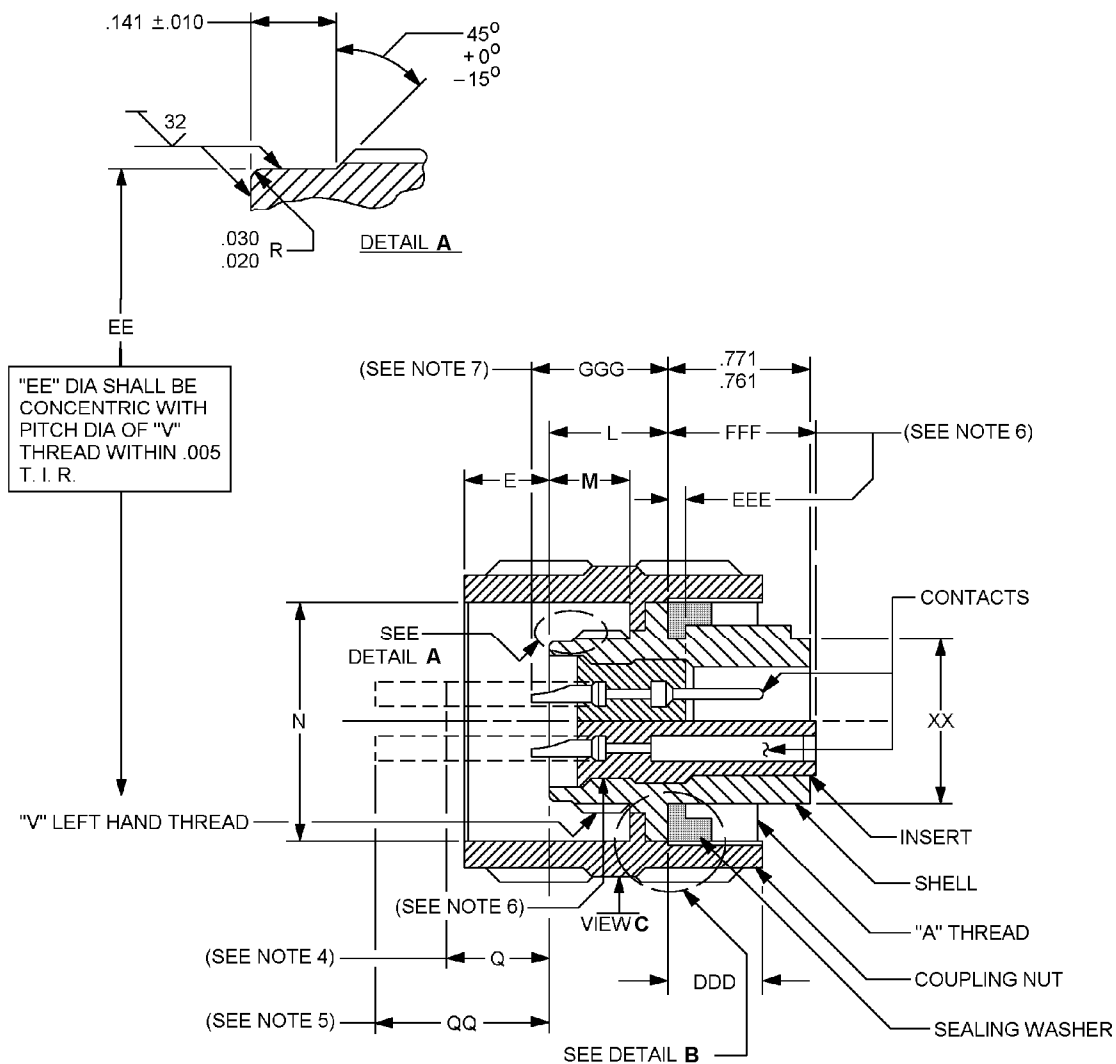 .141 ±.010
45°
+0°
−15°
32
.030
.020
R
DETAIL A
EE
"EE" DIA SHALL BE
CONCENTRIC WITH
PITCH DIA OF "V"
THREAD WITHIN .005
T. I. R.
(SEE NOTE 7)
GGG
.771
.761
L
FFF
(SEE NOTE 6)
E
M
EEE
CONTACTS
SEE
DETAIL A
N
XX
"V" LEFT HAND THREAD
INSERT
SHELL
(SEE NOTE 6)
VIEW C
"A" THREAD
(SEE NOTE 4)
Q
DDD
COUPLING NUT
(SEE NOTE 5)
QQ
SEALING WASHER
SEE DETAIL B